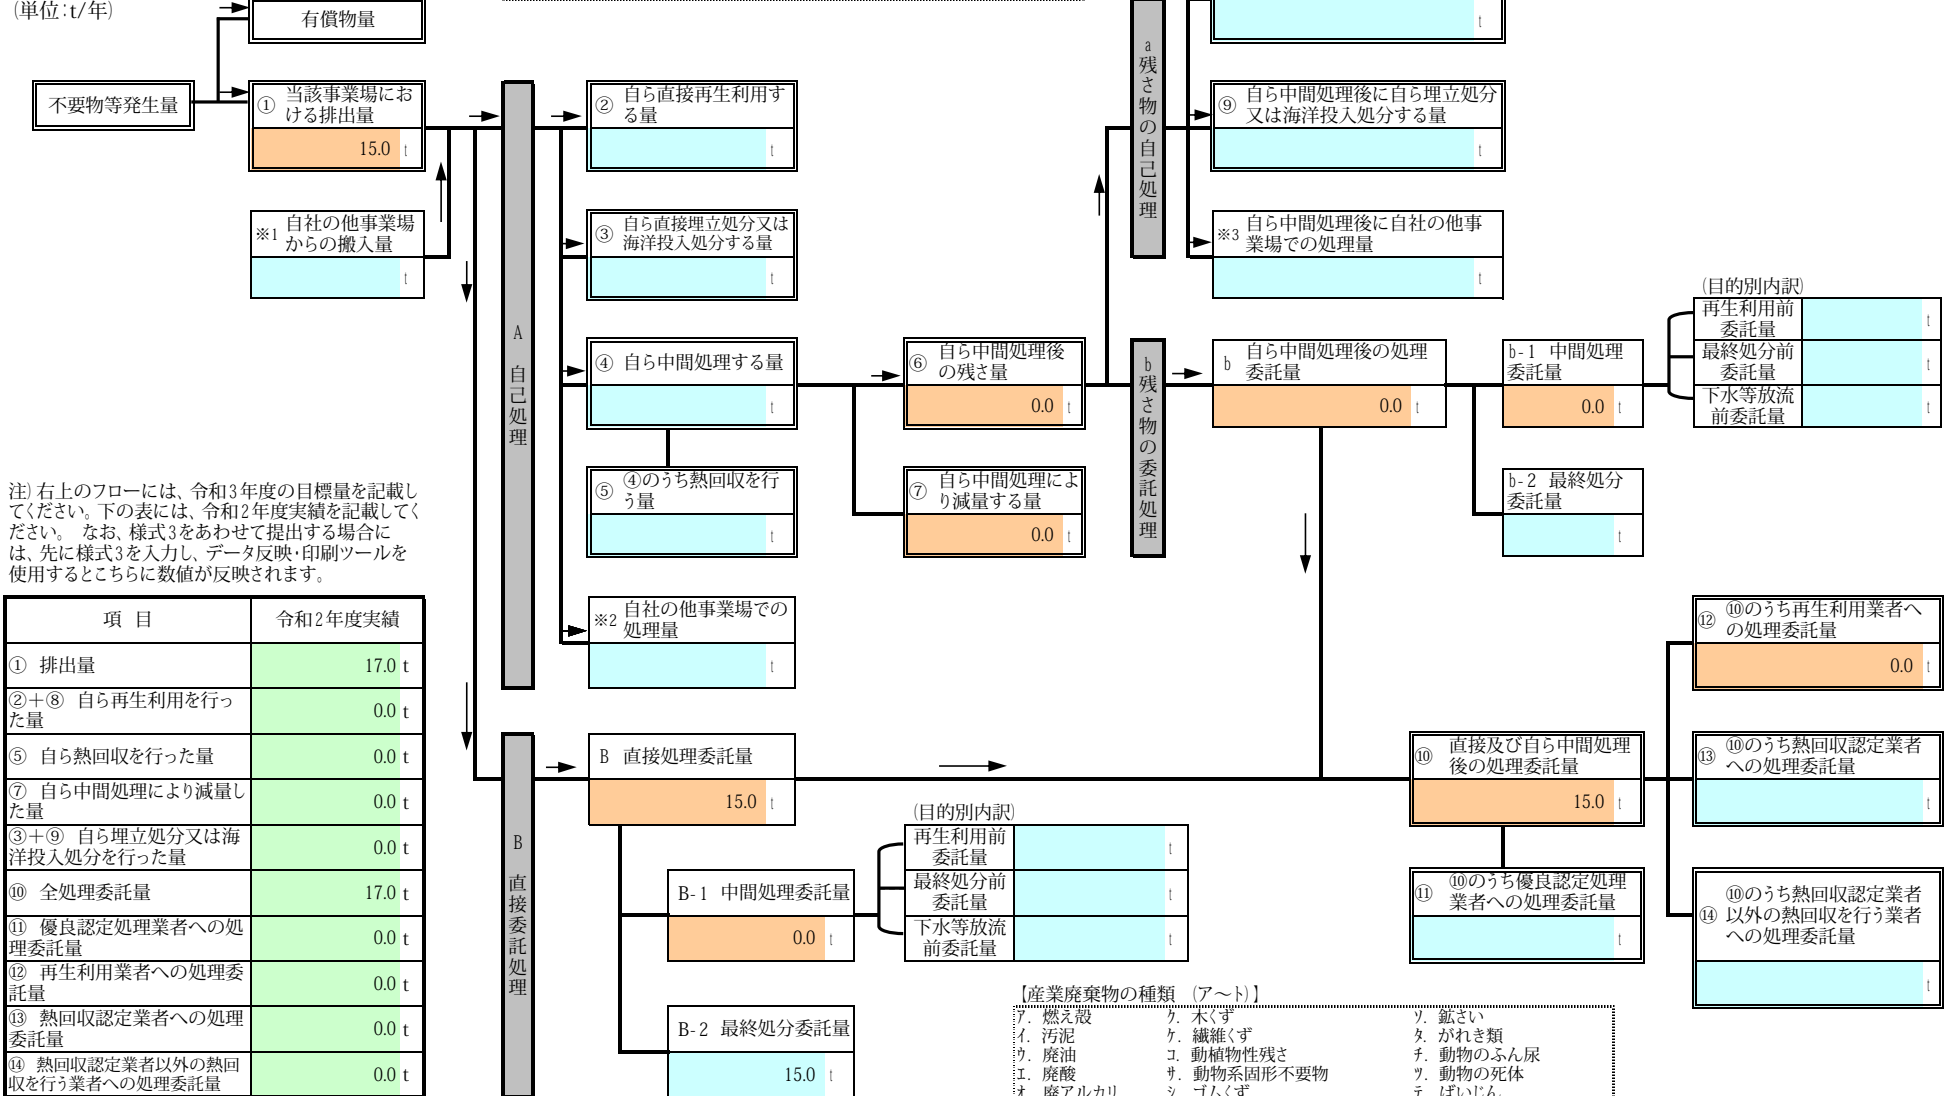 (単位:t/年)
有償物量
不要物等発生量
① 当該事業場にお
ける排出量
15.0 t
※1 自社の他事業場
からの搬入量
t
A 自己処理
② 自ら直接再生利用す
る量
t
③ 自ら直接埋立処分又は
海洋投入処分する量
t
④ 自ら中間処理する量
t
⑤ ④のうち熱回収を行
う量
t
※2 自社の他事業場での
処理量
t
⑥ 自ら中間処理後
の残さ量
0.0 t
⑦ 自ら中間処理によ
り減量する量
0.0 t
a 残さ物の自己処理
t
⑨ 自ら中間処理後に自ら埋立処分
又は海洋投入処分する量
t
※3 自ら中間処理後に自社の他事
業場での処理量
t
b 残さ物の委託処理
b 自ら中間処理後の処理
委託量
0.0 t
b-1 中間処理
委託量
0.0 t
b-2 最終処分
委託量
t
(目的別内訳)
再生利用前
委託量
t
最終処分前
委託量
t
下水等放流
前委託量
t
注) 右上のフローには、令和3年度の目標量を記載し
てください。下の表には、令和2年度実績を記載してく
ださい。 なお、様式3をあわせて提出する場合に
は、先に様式3を入力し、データ反映・印刷ツールを
使用するとこちらに数値が反映されます。
項 目 令和2年度実績
① 排出量 17.0 t
②＋⑧ 自ら再生利用を行っ
た量 0.0 t
⑤ 自ら熱回収を行った量 0.0 t
⑦ 自ら中間処理により減量し
た量 0.0 t
③＋⑨ 自ら埋立処分又は海
洋投入処分を行った量 0.0 t
⑩ 全処理委託量 17.0 t
⑪ 優良認定処理業者への処
理委託量 0.0 t
⑫ 再生利用業者への処理委
託量 0.0 t
⑬ 熱回収認定業者への処理
委託量 0.0 t
⑭ 熱回収認定業者以外の熱回
収を行う業者への処理委託量 0.0 t
B 直接委託処理
B 直接処理委託量
15.0 t
B-1 中間処理委託量
0.0 t
B-2 最終処分委託量
15.0 t
(目的別内訳)
再生利用前
委託量
t
最終処分前
委託量
t
下水等放流
前委託量
t
⑩ 直接及び自ら中間処理
後の処理委託量
15.0 t
⑪ ⑩のうち優良認定処理
業者への処理委託量
t
⑫ ⑩のうち再生利用業者へ
の処理委託量
0.0 t
⑬ ⑩のうち熱回収認定業者
への処理委託量
t
⑭ ⑩のうち熱回収認定業者
以外の熱回収を行う業者
への処理委託量
t
【産業廃棄物の種類 (ア～ト)】
ア. 燃え殻 ク. 木くず ソ. 鉱さい
イ. 汚泥 ケ. 繊維くず タ. がれき類
ウ. 廃油 コ. 動植物性残さ チ. 動物のふん尿
エ. 廃酸 サ. 動物系固形不要物 ツ. 動物の死体
オ. 廃アルカリ シ. ゴムくず テ. ばいじん